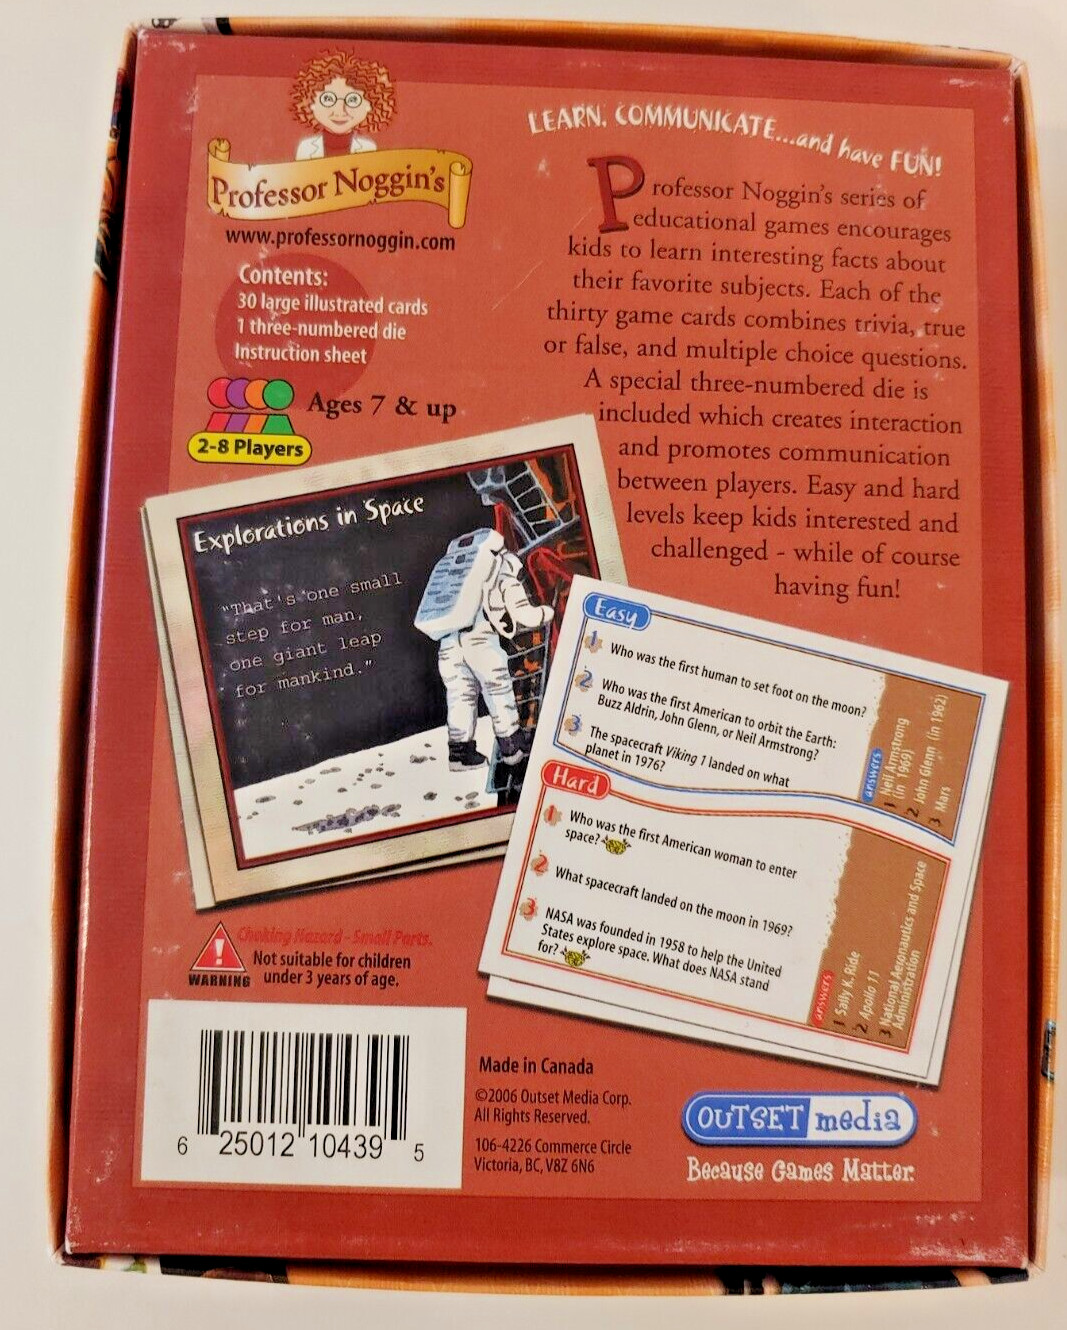 Professor Noggin's
www.professornoggin.com
Contents:
30 large illustrated cards
1 three-numbered die
Instruction sheet
Ages 7 & up
2-8 Players
LEARN, COMMUNICATE...and have FUN!
Professor Noggin's series of
educational games encourages
kids to learn interesting facts about
their favorite subjects. Each of the
thirty game cards combines trivia, true
or false, and multiple choice questions.
A special three-numbered die is
included which creates interaction
and promotes communication
between players. Easy and hard
levels keep kids interested and
challenged - while of course
having fun!
Explorations in Space
"That's one small
step for man,
one giant leap
for mankind."
Easy
1 Who was the first human to set foot on the moon?
2 Who was the first American to orbit the Earth:
Buzz Aldrin, John Glenn, or Neil Armstrong?
3 The spacecraft Viking 1 landed on what
planet in 1976?
answers
1 Neil Armstrong
(in 1969)
2 John Glenn (in 1962)
3 Mars
Hard
1 Who was the first American woman to enter
space?
2 What spacecraft landed on the moon in 1969?
3 NASA was founded in 1958 to help the United
States explore space. What does NASA stand
for?
answers
1 Sally K. Ride
2 Apollo 11
3 National Aeronautics and Space
Administration
WARNING
Choking Hazard - Small Parts.
Not suitable for children
under 3 years of age.
6 25012 10439 5
Made in Canada
©2006 Outset Media Corp.
All Rights Reserved.
106-4226 Commerce Circle
Victoria, BC, V8Z 6N6
OUTSET media
Because Games Matter.